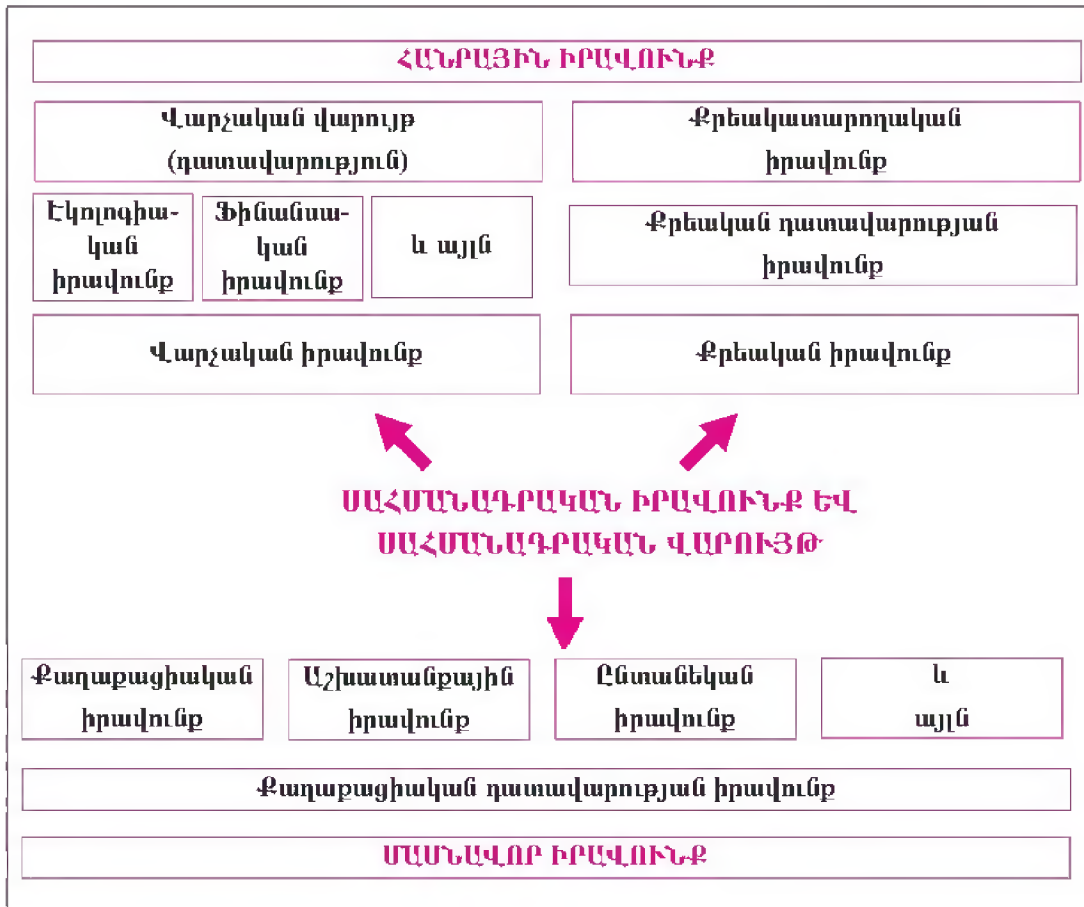 ՀԱՆՐԱՅԻՆ ԻՐԱՎՈՒՆՔ
Վարչական վարույթ
(դատավարություն)
Քրեակատարողական
իրավունք
Էկոլոգիա-
կան
իրավունք
Ֆինանսա-
կան
իրավունք
և այլն
Քրեական դատավարության
իրավունք
Վարչական իրավունք
Քրեական իրավունք
ՍԱՀՄԱՆԱԴՐԱԿԱՆ ԻՐԱՎՈՒՆՔ ԵՎ
ՍԱՀՄԱՆԱԴՐԱԿԱՆ ՎԱՐՈՒՅԹ
Քաղաքացիական
իրավունք
Աշխատանքային
իրավունք
Ընտանեկան
իրավունք
և
այլն
Քաղաքացիական դատավարության իրավունք
ՄԱՍՆԱՎՈՐ ԻՐԱՎՈՒՆՔ